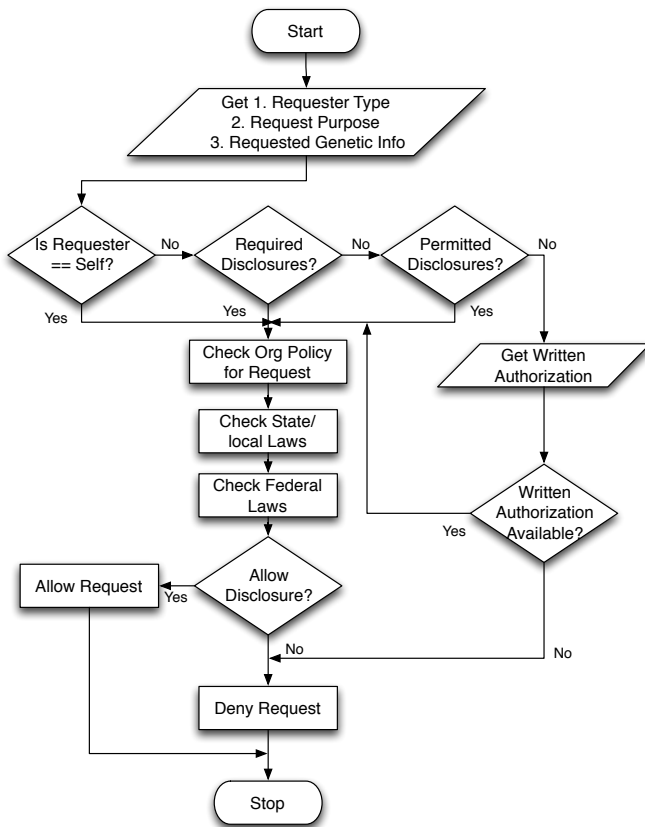 Start
Get 1. Requester Type
2. Request Purpose
3. Requested Genetic Info
Is Requester
== Self?
No
Required
Disclosures?
No
Permitted
Disclosures?
No
Yes
Yes
Yes
Check Org Policy
for Request
Get Written
Authorization
Check State/
local Laws
Check Federal
Laws
Written
Authorization
Available?
Yes
Allow Request
Yes
Allow
Disclosure?
No
No
Deny Request
Stop